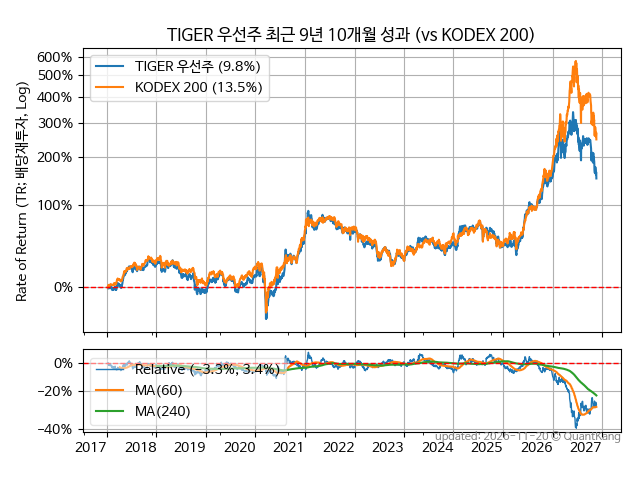 TIGER 우선주 최근 9년 10개월 성과 (vs KODEX 200)
Rate of Return (TR: 배당재투자, Log)
600%
500%
400%
300%
200%
100%
0%
TIGER 우선주 (9.8%)
KODEX 200 (13.5%)
0%
−20%
−40%
Relative (−3.3%, 3.4%)
MA(60)
MA(240)
2017 2018 2019 2020 2021 2022 2023 2024 2025 2026 2027
updated: 2026-11-20 © QuantKang